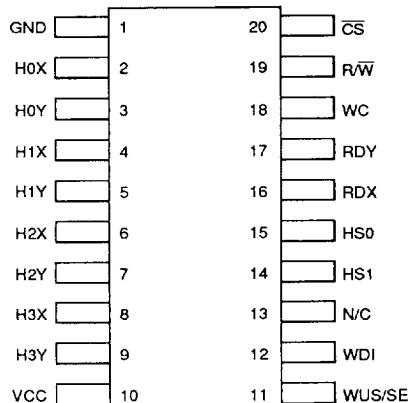 GND 1 20 C̅S̅
H0X 2 19 R/W̅
H0Y 3 18 WC
H1X 4 17 RDY
H1Y 5 16 RDX
H2X 6 15 HS0
H2Y 7 14 HS1
H3X 8 13 N/C
H3Y 9 12 WDI
VCC 10 11 WUS/SE